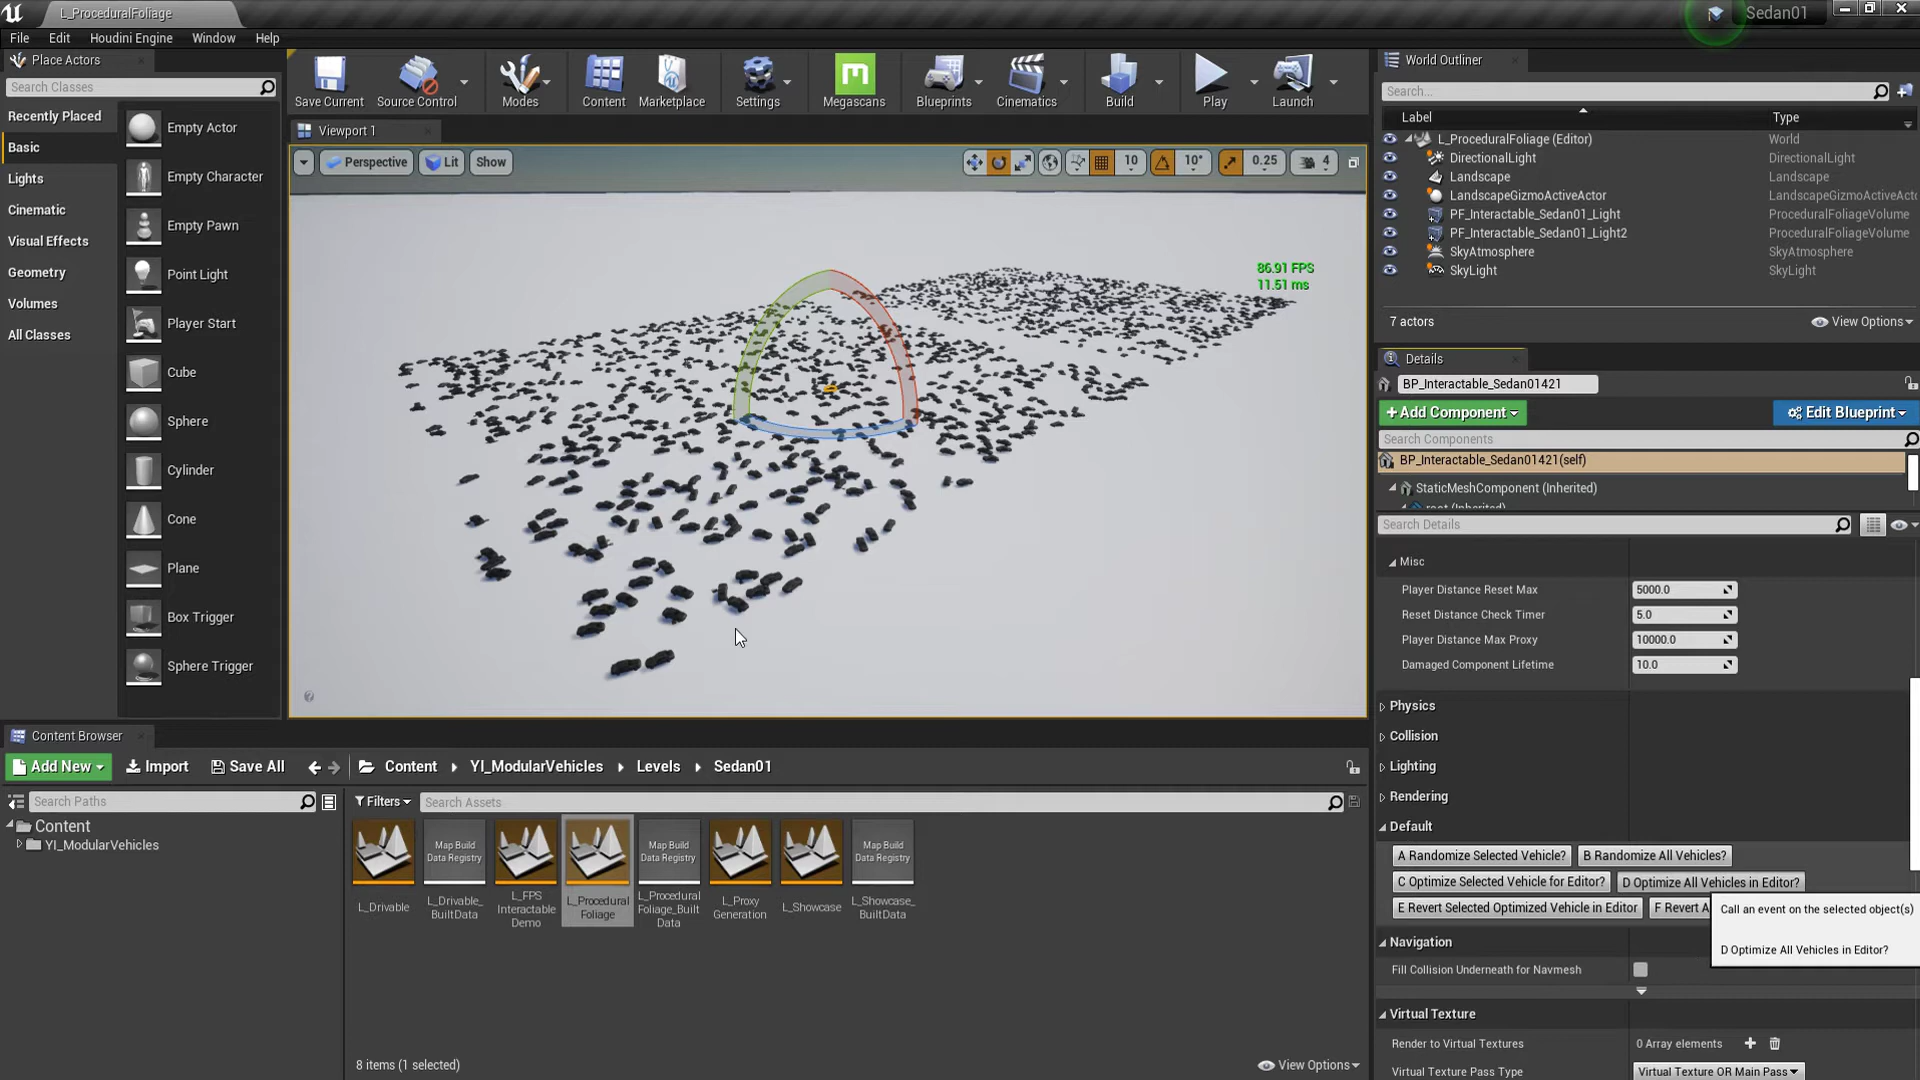 L_ProceduralFoliage
Sedan01
File Edit Houdini Engine Window Help
Place Actors
Search Classes
Recently Placed
Basic
Lights
Cinematic
Visual Effects
Geometry
Volumes
All Classes
Empty Actor
Empty Character
Empty Pawn
Point Light
Player Start
Cube
Sphere
Cylinder
Cone
Plane
Box Trigger
Sphere Trigger
Save Current
Source Control
Modes
Content
Marketplace
Settings
Megascans
Blueprints
Cinematics
Build
Play
Launch
Viewport 1
Perspective Lit Show
10 10° 0.25 4
86.91 FPS
11.51 ms
World Outliner
Search...
Label Type
L_ProceduralFoliage (Editor) World
DirectionalLight DirectionalLight
Landscape Landscape
LandscapeGizmoActiveActor LandscapeGizmoActiveActo
PF_Interactable_Sedan01_Light ProceduralFoliageVolume
PF_Interactable_Sedan01_Light2 ProceduralFoliageVolume
SkyAtmosphere SkyAtmosphere
SkyLight SkyLight
7 actors View Options
Details
BP_Interactable_Sedan01421
+Add Component Edit Blueprint
Search Components
BP_Interactable_Sedan01421(self)
StaticMeshComponent (Inherited)
root (Inherited)
Search Details
Misc
Player Distance Reset Max 5000.0
Reset Distance Check Timer 5.0
Player Distance Max Proxy 10000.0
Damaged Component Lifetime 10.0
Physics
Collision
Lighting
Rendering
Default
A Randomize Selected Vehicle? B Randomize All Vehicles?
C Optimize Selected Vehicle for Editor? D Optimize All Vehicles in Editor?
E Revert Selected Optimized Vehicle in Editor F Revert A
Call an event on the selected object(s)
D Optimize All Vehicles in Editor?
Navigation
Fill Collision Underneath for Navmesh
Virtual Texture
Render to Virtual Textures 0 Array elements
Virtual Texture Pass Type Virtual Texture OR Main Pass
Content Browser
Add New Import Save All Content YI_ModularVehicles Levels Sedan01
Search Paths
Filters Search Assets
Content
YI_ModularVehicles
L_Drivable
Map Build
Data Registry
L_Drivable_
BuiltData
L_FPS
Interactable
Demo
L_Procedural
Foliage
Map Build
Data Registry
L_Procedural
Foliage_Built
Data
L_Proxy
Generation
L_Showcase
Map Build
Data Registry
L_Showcase_
BuiltData
8 items (1 selected)
View Options